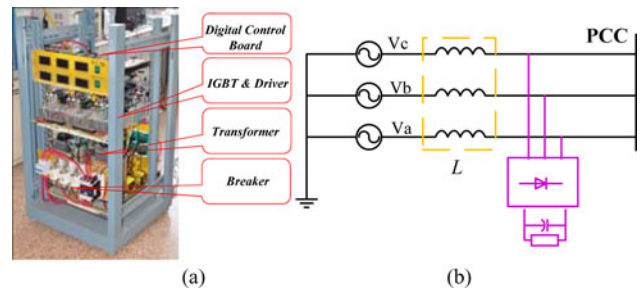 Digital Control
Board
IGBT & Driver
Transformer
Breaker
(a)
Vc
Vb
Va
L
PCC
(b)